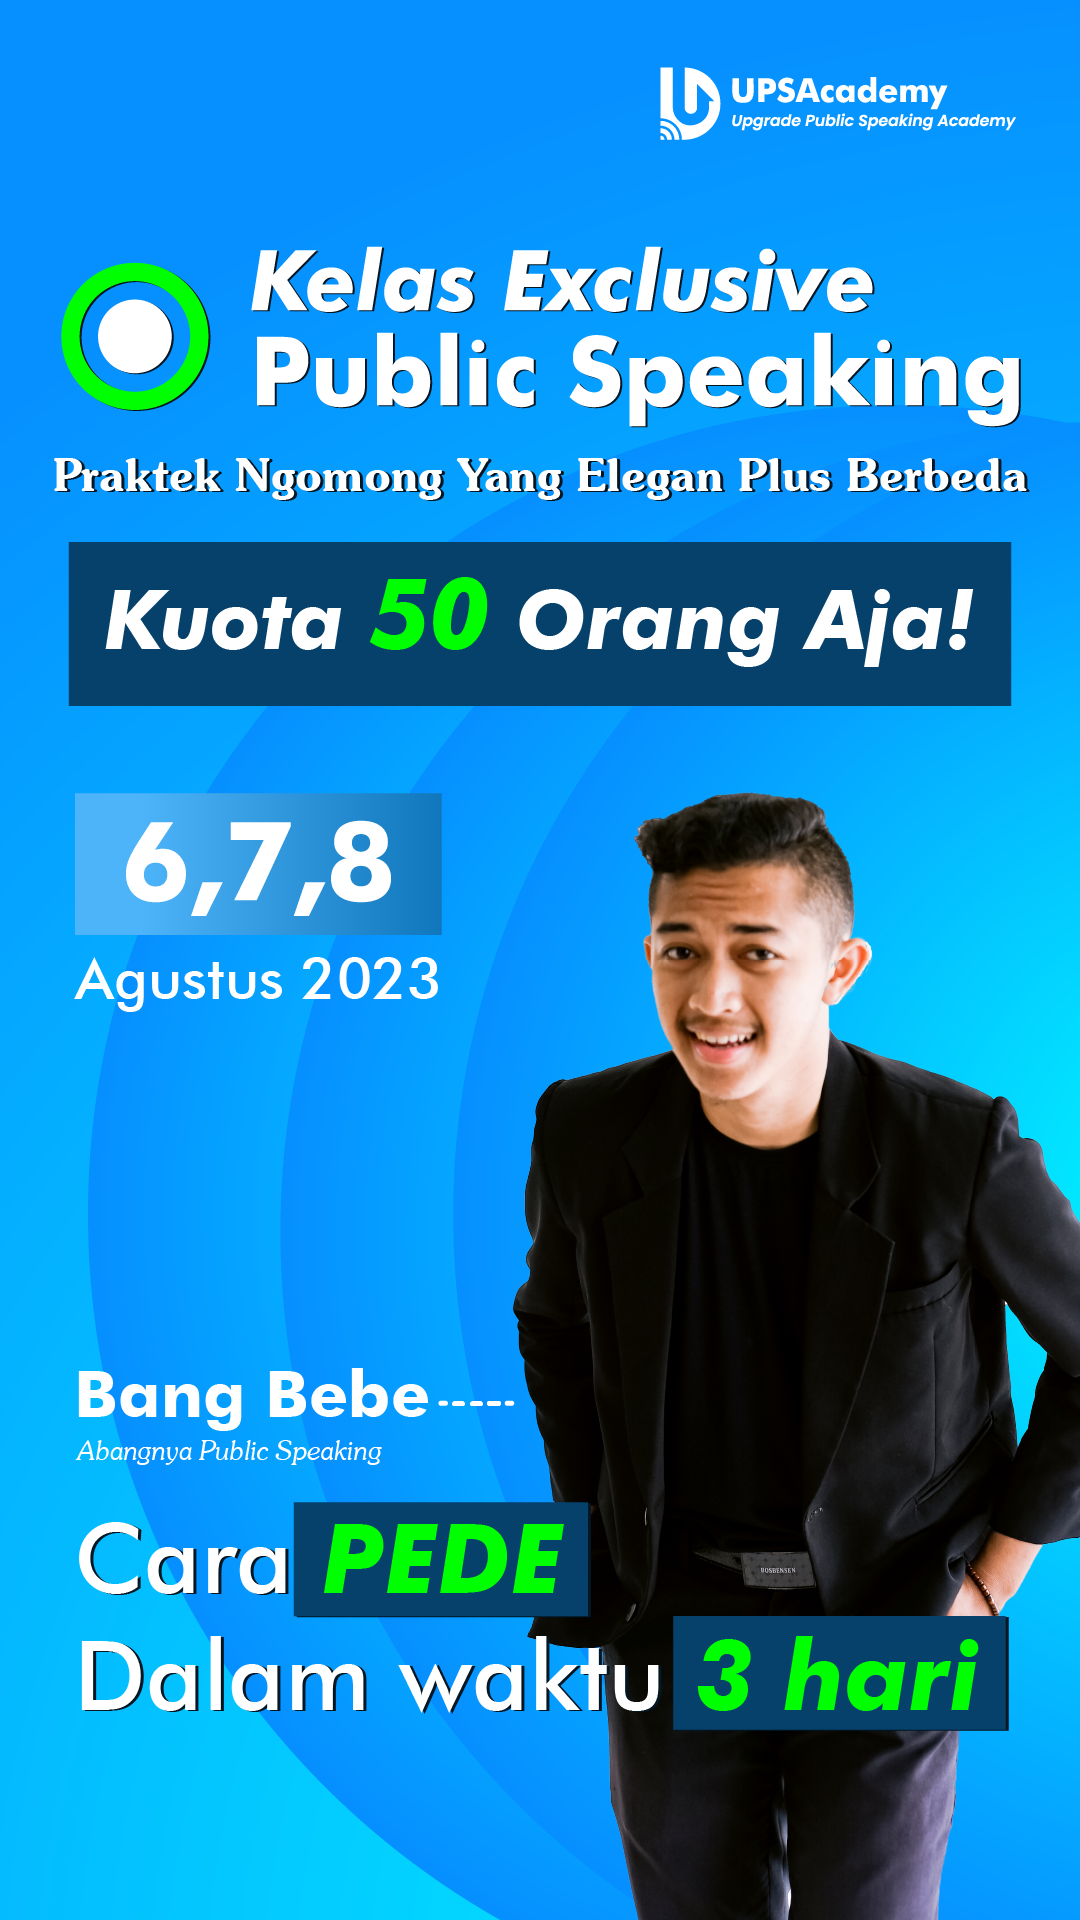 UPSAcademy
Upgrade Public Speaking Academy
Kelas Exclusive
Public Speaking
Praktek Ngomong Yang Elegan Plus Berbeda
Kuota 50 Orang Aja!
6,7,8
Agustus 2023
Bang Bebe -----
Abangnya Public Speaking
Cara PEDE
BOSBENSEN
Dalam waktu 3 hari